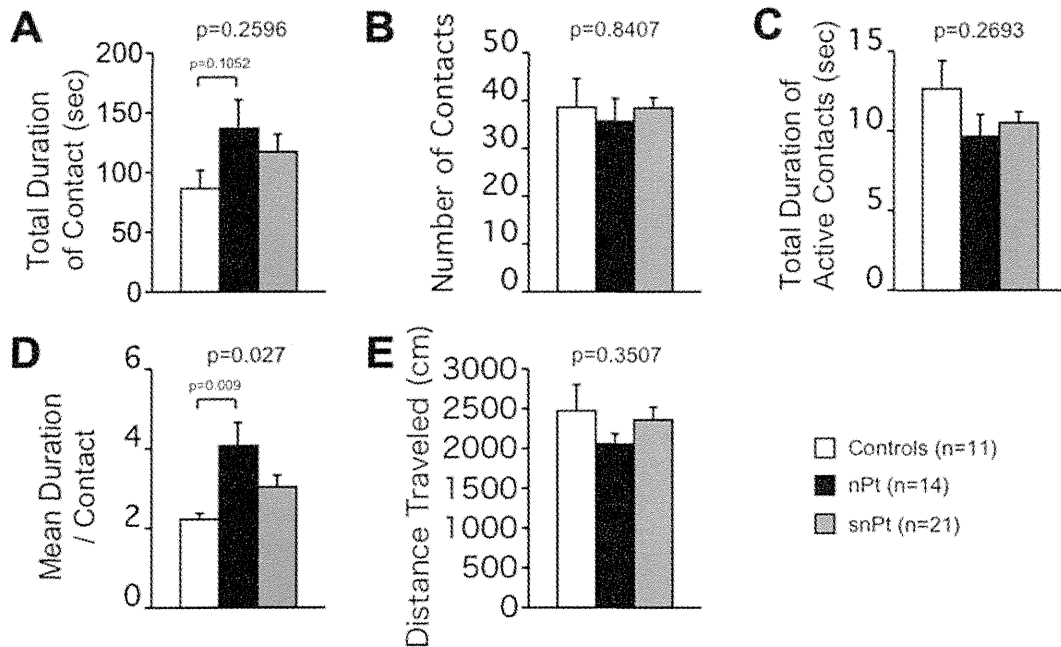 A
p=0.2596
Total Duration
of Contact (sec)
200
150
100
50
0
p=0.1052
B
p=0.8407
Number of Contacts
50
40
30
20
10
0
C
p=0.2693
Total Duration of
Active Contacts (sec)
15
10
5
0
D
p=0.027
Mean Duration
/ Contact
6
4
2
0
p=0.009
E
p=0.3507
Distance Traveled (cm)
3000
2500
2000
1500
1000
500
0
Controls (n=11)
nPt (n=14)
snPt (n=21)